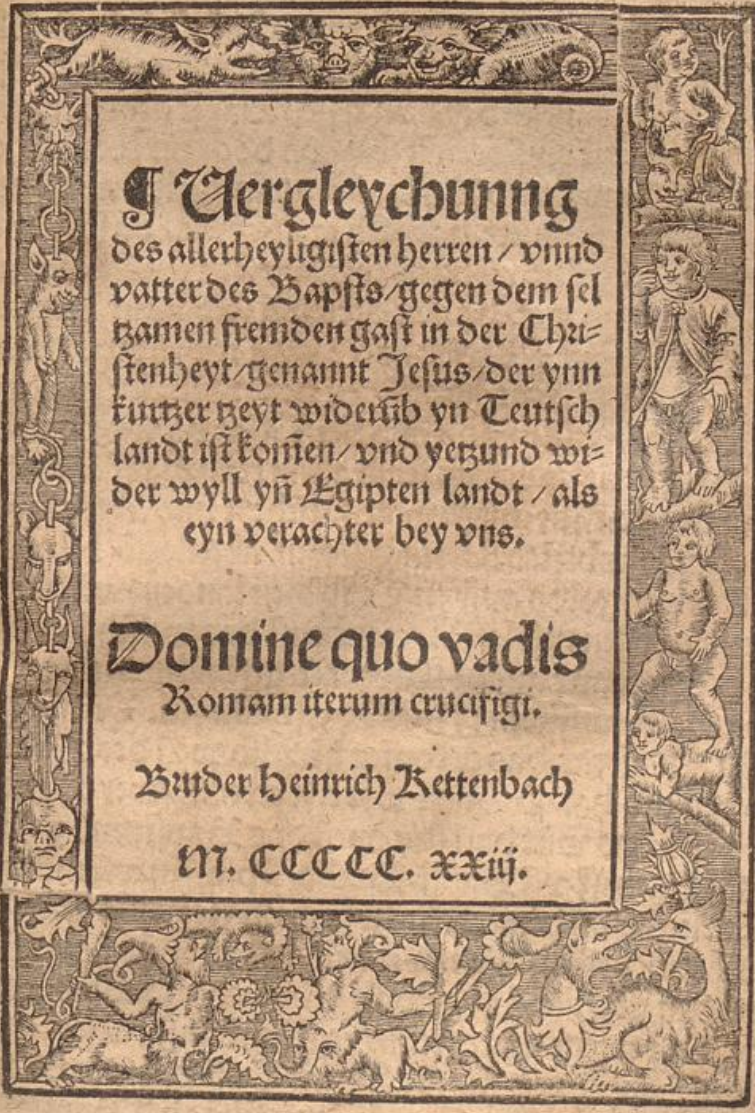 ¶ Vergleychunng
des allerheyligisten herren / vnnd
vatter des Bapsts / gegen dem sel
tzamen fremden gast in der Chri⸗
stenheyt / genannt Jesus / der ynn
kurtzer tzeyt widerũb yn Teutsch
landt ist kom̃en / vnd yetzund wi⸗
der wyll yñ Egipten landt / als
eyn verachter bey vns.
Domine quo vadis
Romam iterum crucifigi.
Bruder Heinrich Kettenbach
M. CCCCC. xxiij.